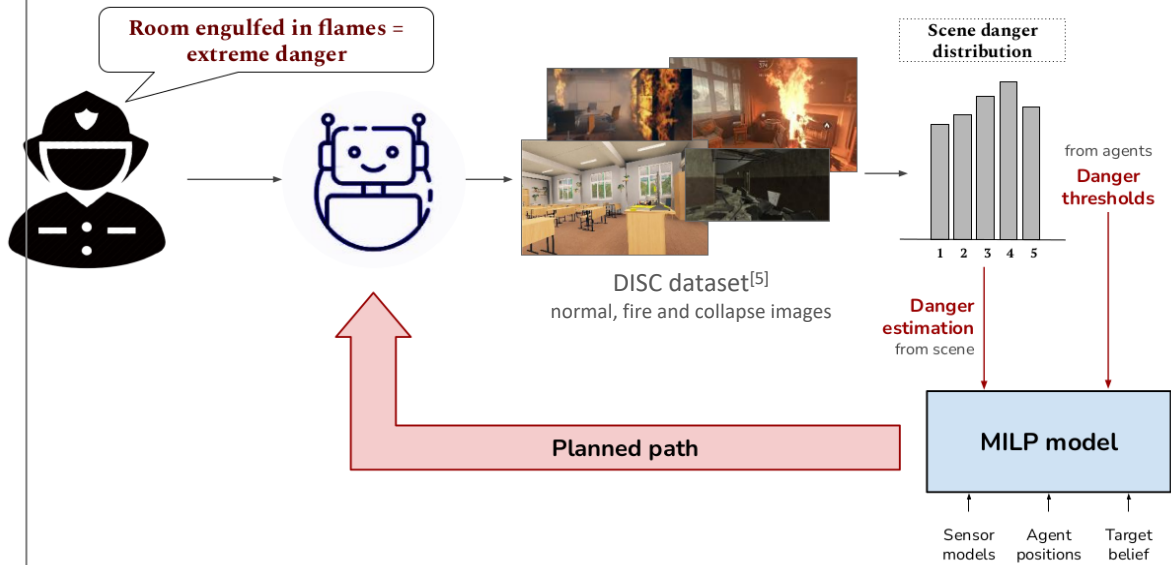 Room engulfed in flames =
extreme danger
Scene danger
distribution
from agents
Danger
thresholds
1 2 3 4 5
DISC dataset[5]
normal, fire and collapse images
Danger
estimation
from scene
Planned path
MILP model
Sensor
models
Agent
positions
Target
belief